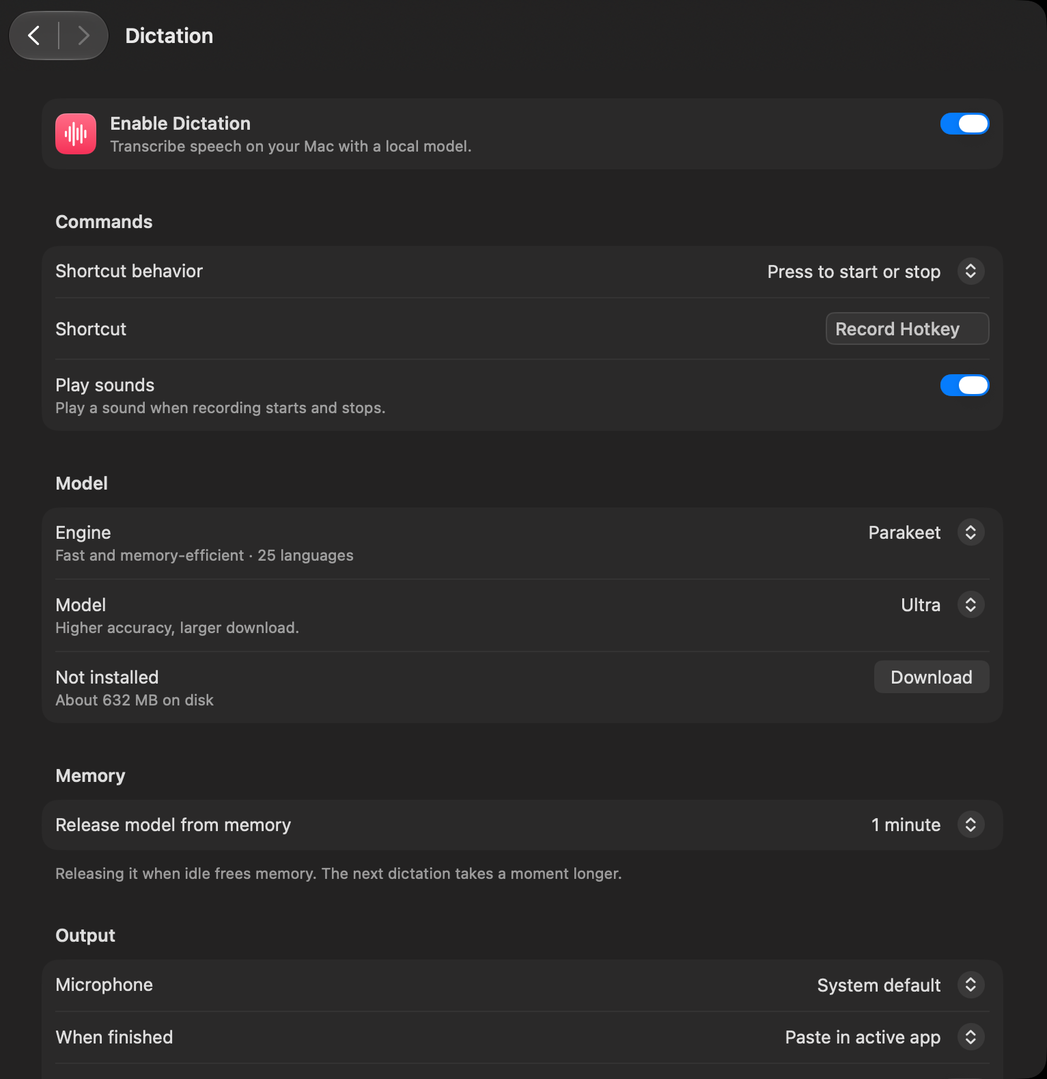 Dictation
Enable Dictation
Transcribe speech on your Mac with a local model.
Commands
Shortcut behavior
Press to start or stop
Shortcut
Record Hotkey
Play sounds
Play a sound when recording starts and stops.
Model
Engine
Parakeet
Fast and memory-efficient · 25 languages
Model
Ultra
Higher accuracy, larger download.
Not installed
Download
About 632 MB on disk
Memory
Release model from memory
1 minute
Releasing it when idle frees memory. The next dictation takes a moment longer.
Output
Microphone
System default
When finished
Paste in active app